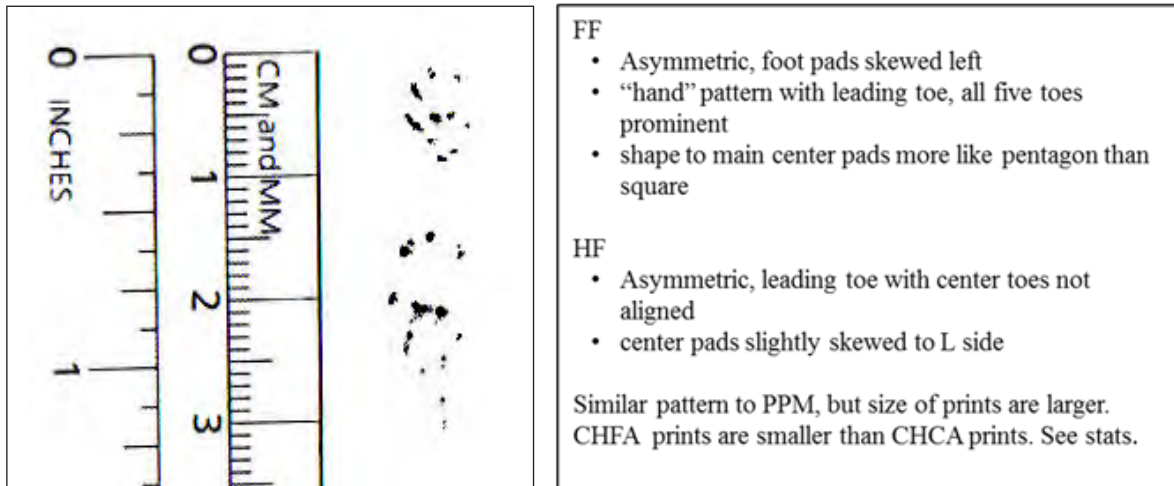 0 INCHES 1
0 CM and MM 1 2 3
FF
• Asymmetric, foot pads skewed left
• “hand” pattern with leading toe, all five toes
prominent
• shape to main center pads more like pentagon than
square
HF
• Asymmetric, leading toe with center toes not
aligned
• center pads slightly skewed to L side
Similar pattern to PPM, but size of prints are larger.
CHFA prints are smaller than CHCA prints. See stats.